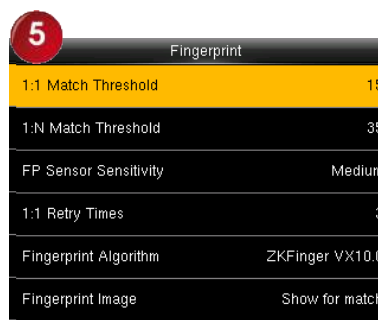 5
Fingerprint
1:1 Match Threshold 15
1:N Match Threshold 35
FP Sensor Sensitivity Medium
1:1 Retry Times 3
Fingerprint Algorithm ZKFinger VX10.0
Fingerprint Image Show for match